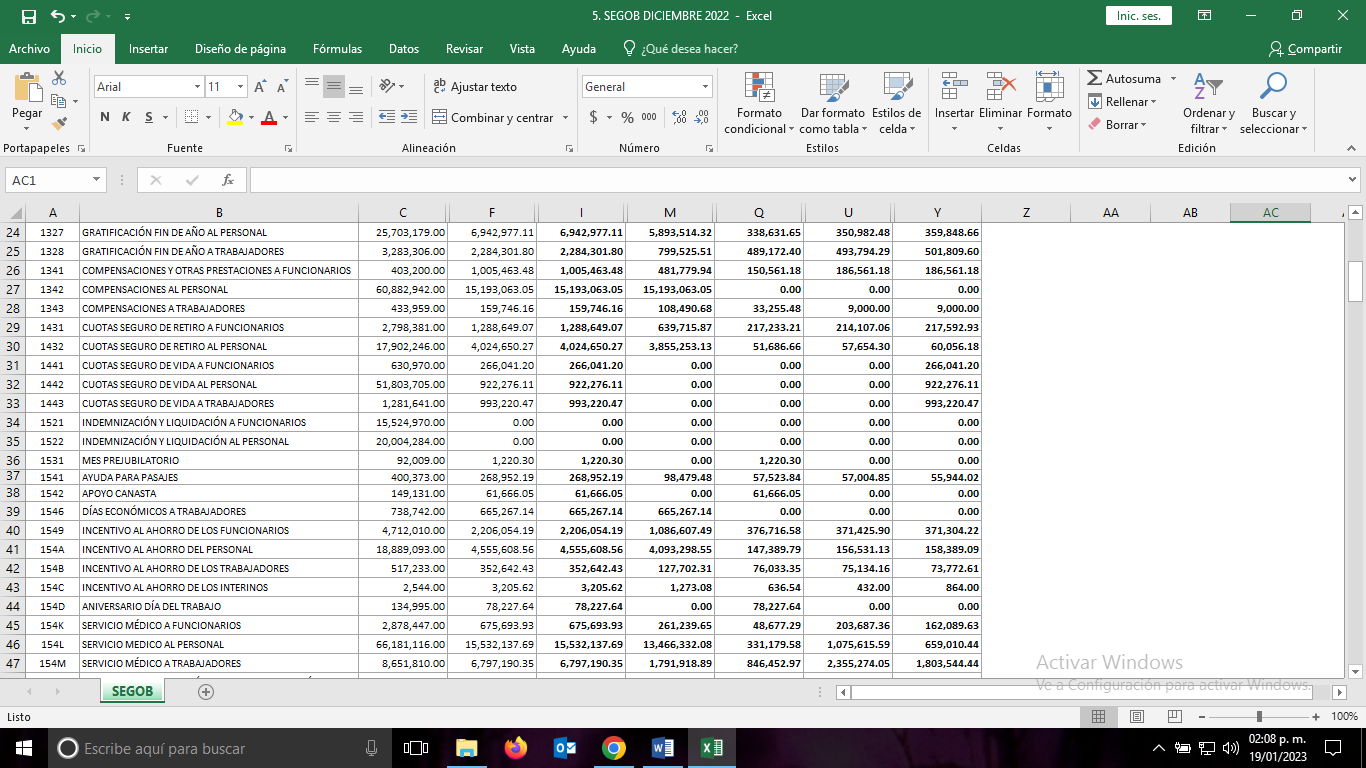 5. SEGOB DICIEMBRE 2022 - Excel
Inic. ses.
Archivo Inicio Insertar Diseño de página Fórmulas Datos Revisar Vista Ayuda ¿Qué desea hacer? Compartir
Pegar
Portapapeles
Arial 11
N K S
Fuente
Ajustar texto
Combinar y centrar
Alineación
General
$ % 000
Número
Formato condicional
Dar formato como tabla
Estilos de celda
Estilos
Insertar Eliminar Formato
Celdas
Autosuma
Rellenar
Borrar
Ordenar y filtrar
Buscar y seleccionar
Edición
AC1 fx
A B C F I M Q U Y Z AA AB AC
24 1327 GRATIFICACIÓN FIN DE AÑO AL PERSONAL 25,703,179.00 6,942,977.11 6,942,977.11 5,893,514.32 338,631.65 350,982.48 359,848.66
25 1328 GRATIFICACIÓN FIN DE AÑO A TRABAJADORES 3,283,306.00 2,284,301.80 2,284,301.80 799,525.51 489,172.40 493,794.29 501,809.60
26 1341 COMPENSACIONES Y OTRAS PRESTACIONES A FUNCIONARIOS 403,200.00 1,005,463.48 1,005,463.48 481,779.94 150,561.18 186,561.18 186,561.18
27 1342 COMPENSACIONES AL PERSONAL 60,882,942.00 15,193,063.05 15,193,063.05 15,193,063.05 0.00 0.00 0.00
28 1343 COMPENSACIONES A TRABAJADORES 433,959.00 159,746.16 159,746.16 108,490.68 33,255.48 9,000.00 9,000.00
29 1431 CUOTAS SEGURO DE RETIRO A FUNCIONARIOS 2,798,381.00 1,288,649.07 1,288,649.07 639,715.87 217,233.21 214,107.06 217,592.93
30 1432 CUOTAS SEGURO DE RETIRO AL PERSONAL 17,902,246.00 4,024,650.27 4,024,650.27 3,855,253.13 51,686.66 57,654.30 60,056.18
31 1441 CUOTAS SEGURO DE VIDA A FUNCIONARIOS 630,970.00 266,041.20 266,041.20 0.00 0.00 0.00 266,041.20
32 1442 CUOTAS SEGURO DE VIDA AL PERSONAL 51,803,705.00 922,276.11 922,276.11 0.00 0.00 0.00 922,276.11
33 1443 CUOTAS SEGURO DE VIDA A TRABAJADORES 1,281,641.00 993,220.47 993,220.47 0.00 0.00 0.00 993,220.47
34 1521 INDEMNIZACIÓN Y LIQUIDACIÓN A FUNCIONARIOS 15,524,970.00 0.00 0.00 0.00 0.00 0.00 0.00
35 1522 INDEMNIZACIÓN Y LIQUIDACIÓN AL PERSONAL 20,004,284.00 0.00 0.00 0.00 0.00 0.00 0.00
36 1531 MES PREJUBILATORIO 92,009.00 1,220.30 1,220.30 0.00 1,220.30 0.00 0.00
37 1541 AYUDA PARA PASAJES 400,373.00 268,952.19 268,952.19 98,479.48 57,523.84 57,004.85 55,944.02
38 1542 APOYO CANASTA 149,131.00 61,666.05 61,666.05 0.00 61,666.05 0.00 0.00
39 1546 DÍAS ECONÓMICOS A TRABAJADORES 738,742.00 665,267.14 665,267.14 665,267.14 0.00 0.00 0.00
40 1549 INCENTIVO AL AHORRO DE LOS FUNCIONARIOS 4,712,010.00 2,206,054.19 2,206,054.19 1,086,607.49 376,716.58 371,425.90 371,304.22
41 154A INCENTIVO AL AHORRO DEL PERSONAL 18,889,093.00 4,555,608.56 4,555,608.56 4,093,298.55 147,389.79 156,531.13 158,389.09
42 154B INCENTIVO AL AHORRO DE LOS TRABAJADORES 517,233.00 352,642.43 352,642.43 127,702.31 76,033.35 75,134.16 73,772.61
43 154C INCENTIVO AL AHORRO DE LOS INTERINOS 2,544.00 3,205.62 3,205.62 1,273.08 636.54 432.00 864.00
44 154D ANIVERSARIO DÍA DEL TRABAJO 134,995.00 78,227.64 78,227.64 0.00 78,227.64 0.00 0.00
45 154K SERVICIO MÉDICO A FUNCIONARIOS 2,878,447.00 675,693.93 675,693.93 261,239.65 48,677.29 203,687.36 162,089.63
46 154L SERVICIO MEDICO AL PERSONAL 66,181,116.00 15,532,137.69 15,532,137.69 13,466,332.08 331,179.58 1,075,615.59 659,010.44
47 154M SERVICIO MÉDICO A TRABAJADORES 8,651,810.00 6,797,190.35 6,797,190.35 1,791,918.89 846,452.97 2,355,274.05 1,803,544.44
Activar Windows
Ve a Configuración para activar Windows.
SEGOB
Listo 100%
Escribe aquí para buscar
02:08 p. m.
19/01/2023